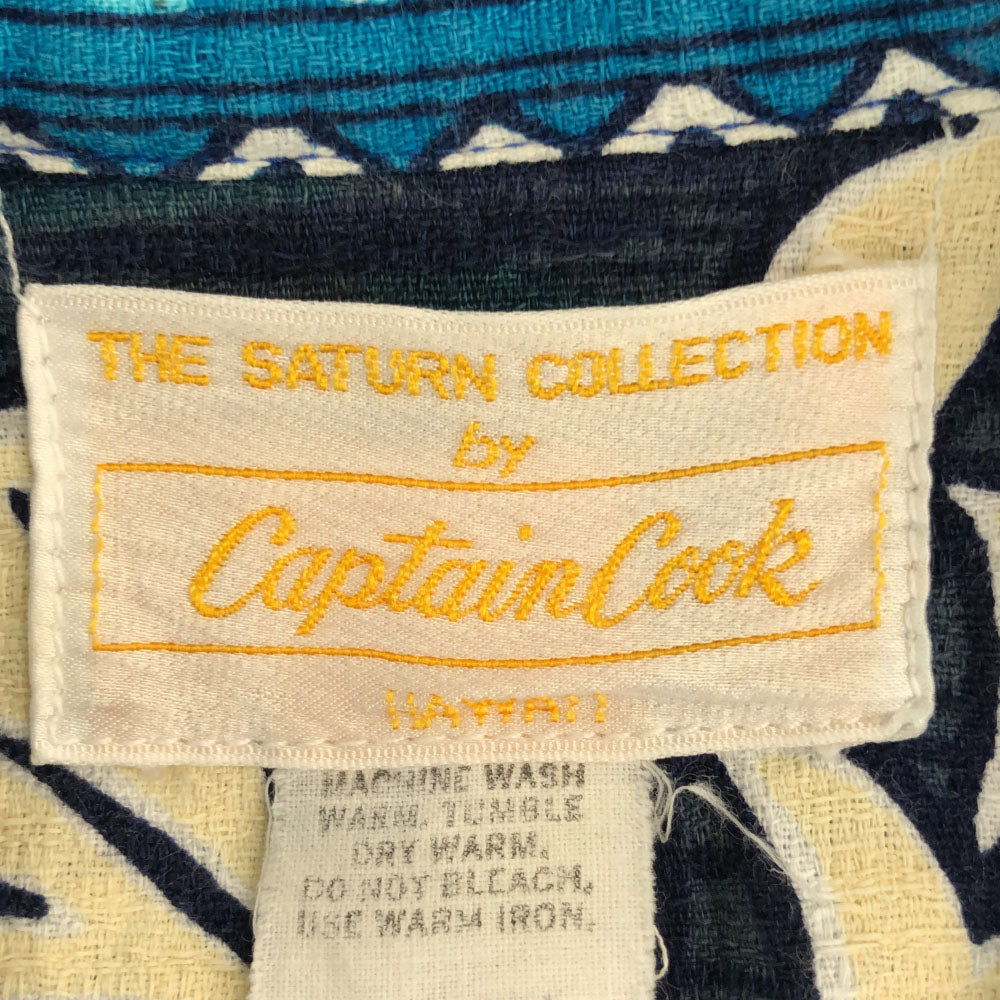 THE SATURN COLLECTION
by
Captain Cook
HAWAII
MACHINE WASH
WARM, TUMBLE
DRY WARM.
DO NOT BLEACH.
USE WARM IRON.